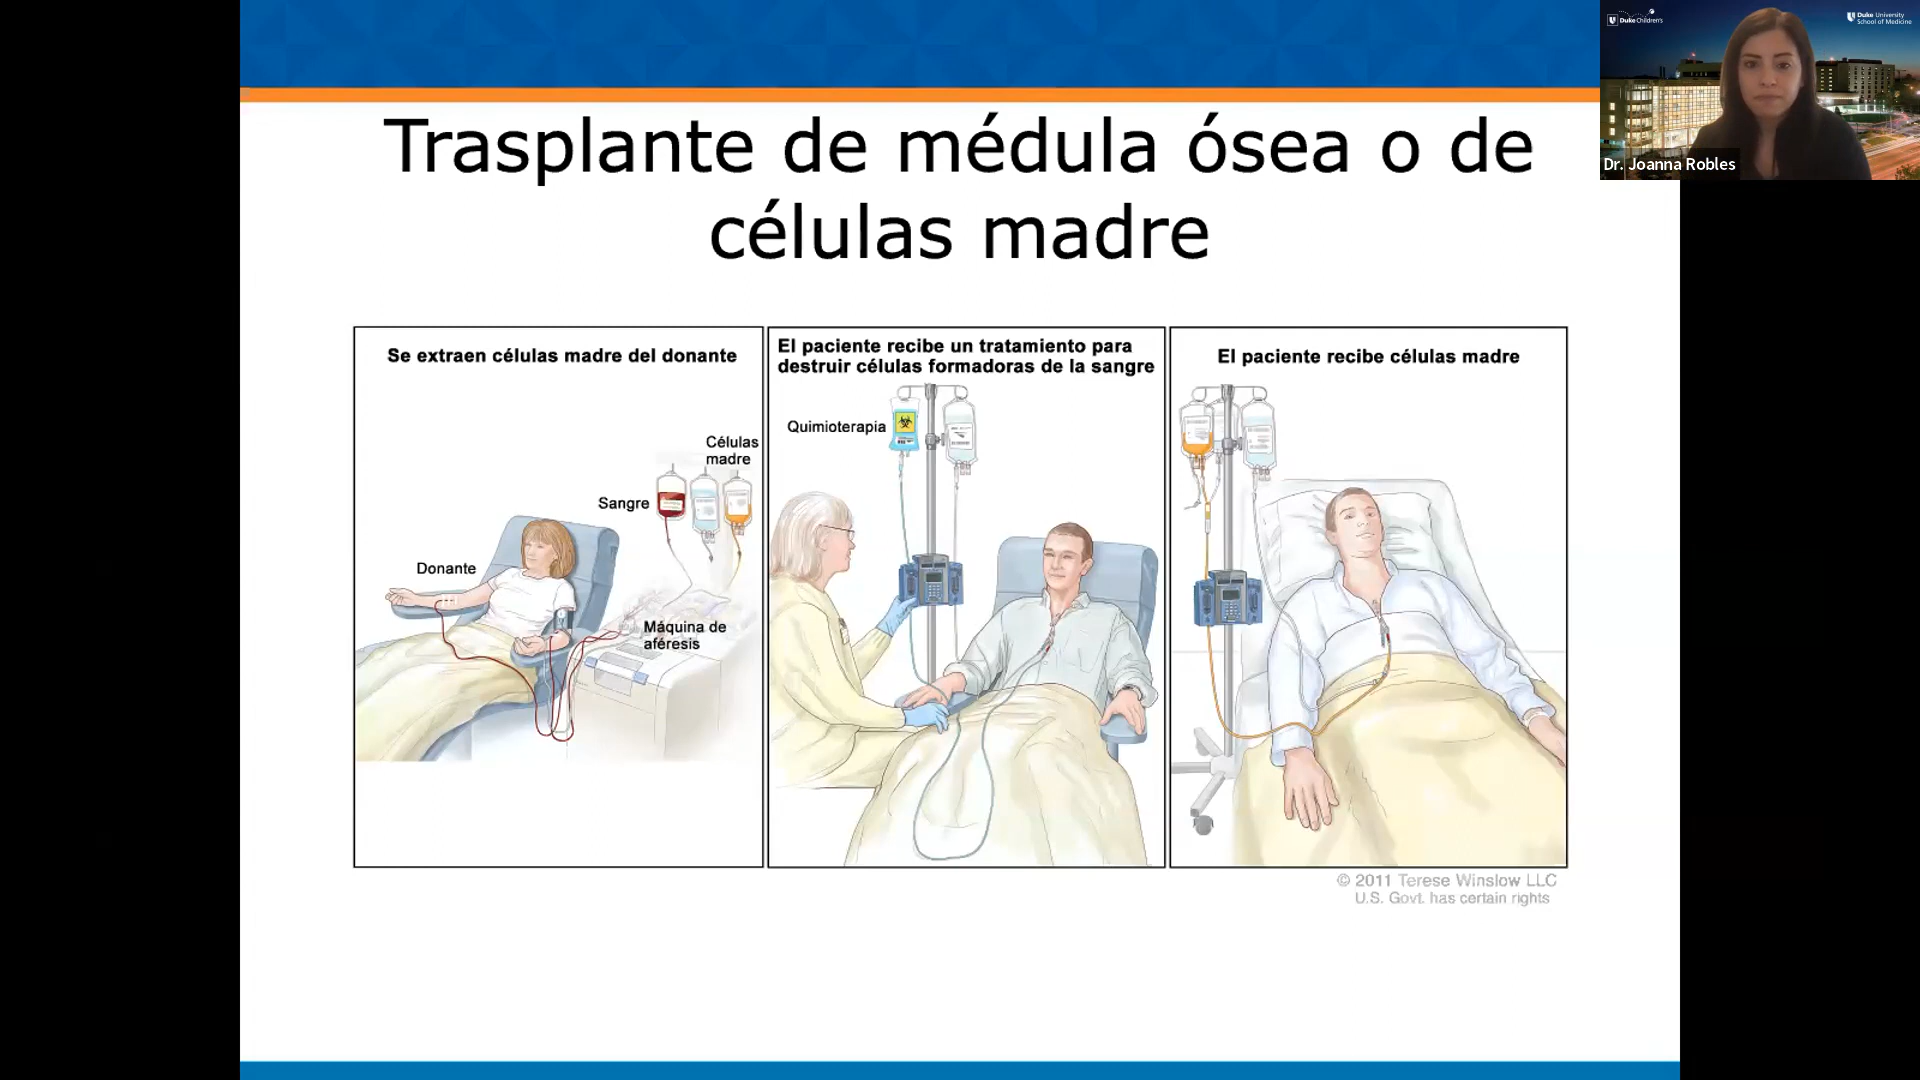 Trasplante de médula ósea o de
células madre
Duke Children's
Duke University
School of Medicine
Dr. Joanna Robles
Se extraen células madre del donante
Células
madre
Sangre
Donante
Máquina de
aféresis
El paciente recibe un tratamiento para
destruir células formadoras de la sangre
Quimioterapia
El paciente recibe células madre
© 2011 Terese Winslow LLC
U.S. Govt. has certain rights